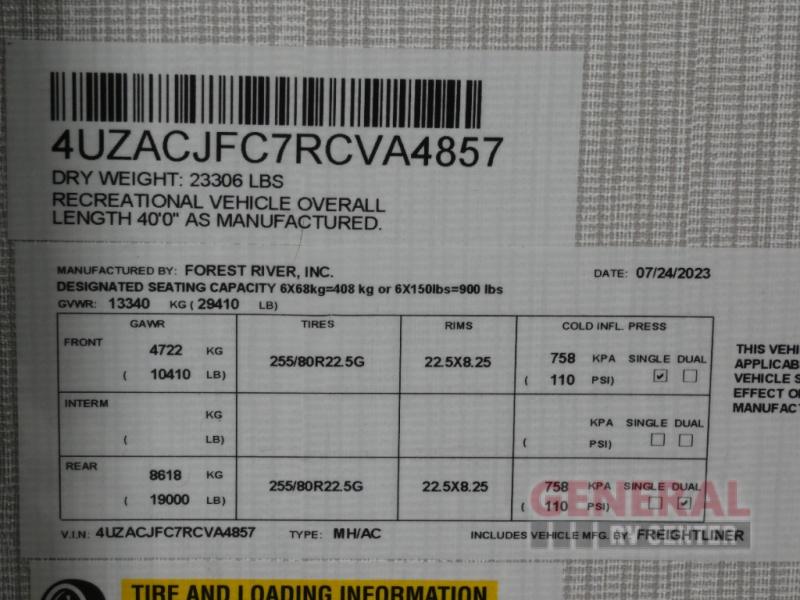 4UZACJFC7RCVA4857
DRY WEIGHT: 23306 LBS
RECREATIONAL VEHICLE OVERALL
LENGTH 40'0" AS MANUFACTURED.
MANUFACTURED BY: FOREST RIVER, INC. DATE: 07/24/2023
DESIGNATED SEATING CAPACITY 6X68kg=408 kg or 6X150lbs=900 lbs
GVWR: 13340 KG ( 29410 LB)
GAWR TIRES RIMS COLD INFL. PRESS
FRONT
4722 KG 255/80R22.5G 22.5X8.25 758 KPA SINGLE DUAL
( 10410 LB) ( 110 PSI)
INTERM
KG KPA SINGLE DUAL
( LB) ( PSI)
REAR
8618 KG 255/80R22.5G 22.5X8.25 758 KPA SINGLE DUAL
( 19000 LB) ( 110 PSI)
V.I.N: 4UZACJFC7RCVA4857 TYPE: MH/AC INCLUDES VEHICLE MFG. BY: FREIGHTLINER
THIS
VEHICLE
EFFECT
GENERAL
RV CENTER
TIRE AND LOADING INFORMATION